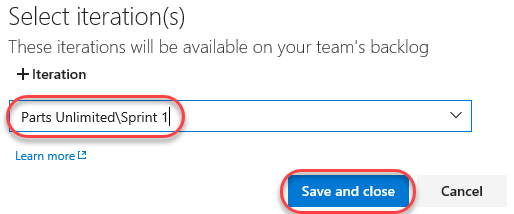 Select iteration(s)
These iterations will be available on your team's backlog
+ Iteration
Parts Unlimited\Sprint 1
Learn more
Save and close
Cancel